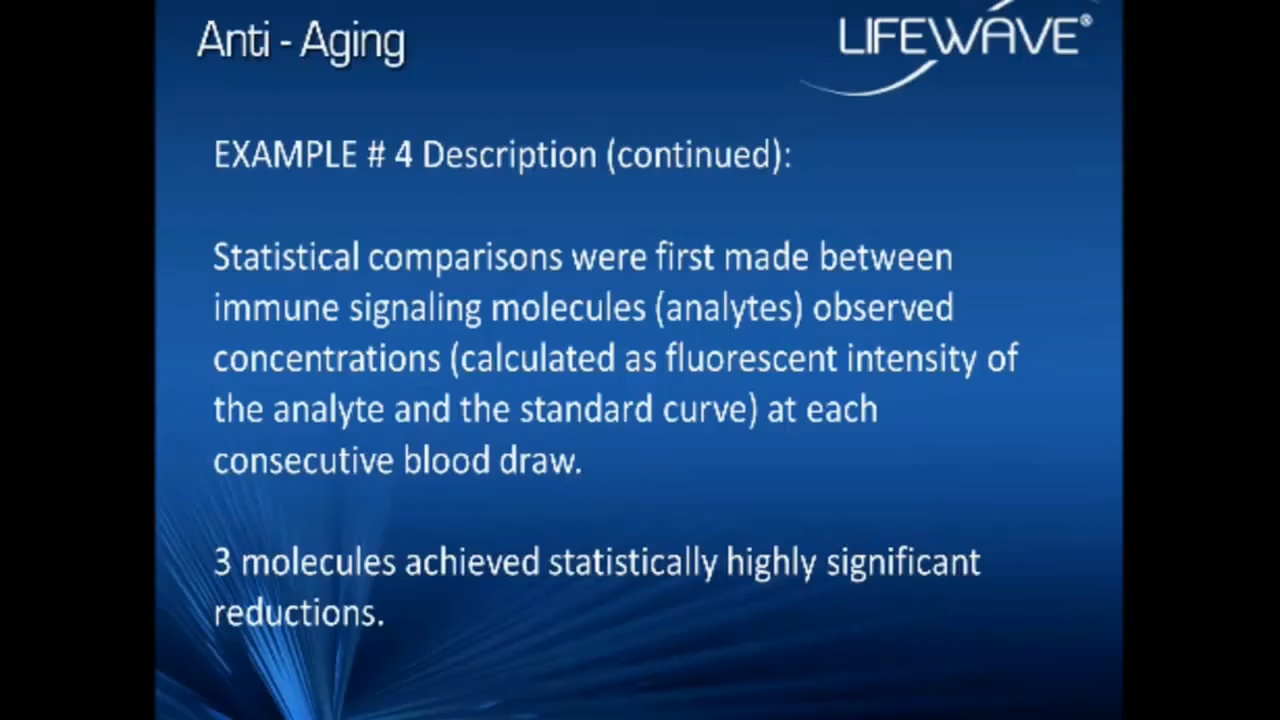 Anti - Aging
LIFEWAVE®
EXAMPLE # 4 Description (continued):
Statistical comparisons were first made between
immune signaling molecules (analytes) observed
concentrations (calculated as fluorescent intensity of
the analyte and the standard curve) at each
consecutive blood draw.
3 molecules achieved statistically highly significant
reductions.